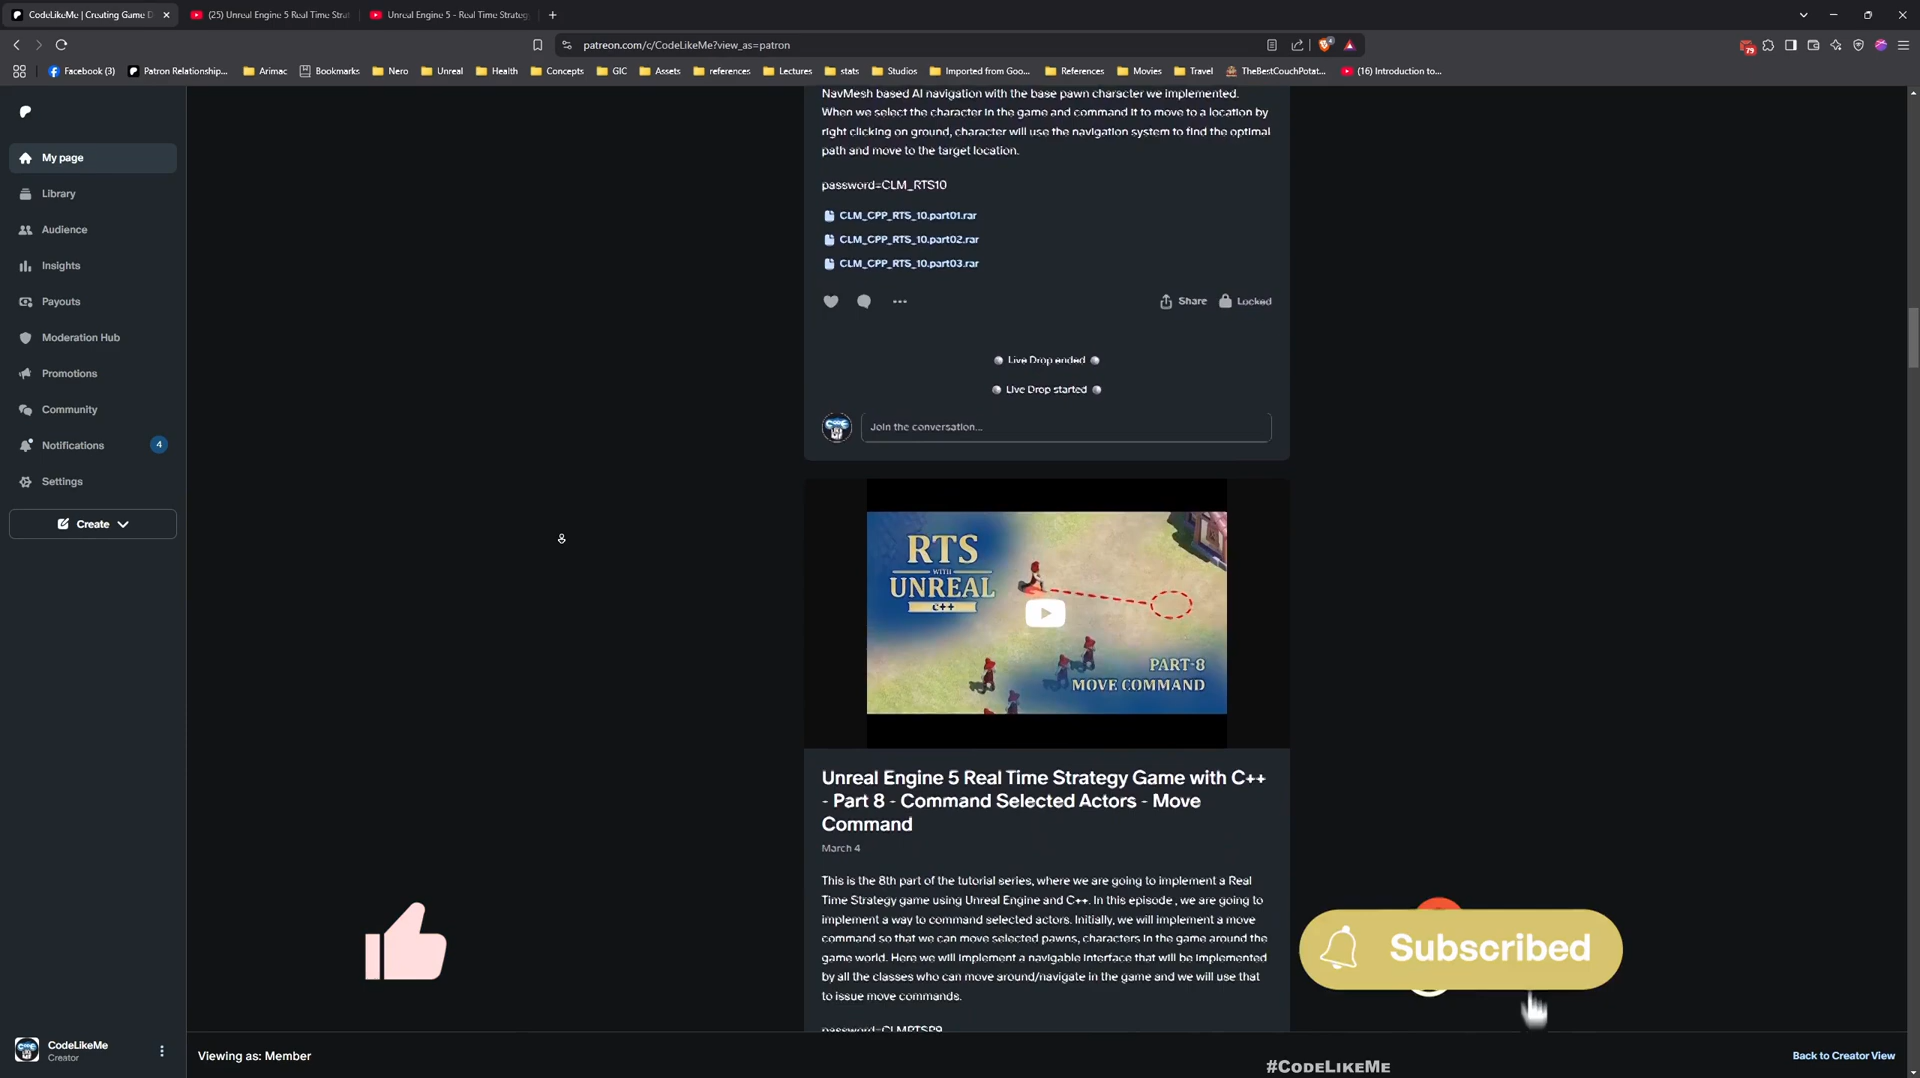 CodeLikeMe | Creating Game D
(25) Unreal Engine 5 Real Time Strat
Unreal Engine 5 - Real Time Strateg
patreon.com/c/CodeLikeMe?view_as=patron
4
79
Facebook (3)
Patron Relationship...
Arimac
Bookmarks
Nero
Unreal
Health
Concepts
GIC
Assets
references
Lectures
stats
Studios
Imported from Goo...
References
Movies
Travel
TheBestCouchPotat...
(16) Introduction to...
My page
Library
Audience
Insights
Payouts
Moderation Hub
Promotions
Community
Notifications
4
Settings
Create
NavMesh based AI navigation with the base pawn character we implemented.
When we select the character in the game and command it to move to a location by
right clicking on ground, character will use the navigation system to find the optimal
path and move to the target location.
password=CLM_RTS10
CLM_CPP_RTS_10.part01.rar
CLM_CPP_RTS_10.part02.rar
CLM_CPP_RTS_10.part03.rar
Share
Locked
Live Drop ended
Live Drop started
Join the conversation...
RTS
WITH
UNREAL
C++
PART-8
MOVE COMMAND
Unreal Engine 5 Real Time Strategy Game with C++
- Part 8 - Command Selected Actors - Move
Command
March 4
This is the 8th part of the tutorial series, where we are going to implement a Real
Time Strategy game using Unreal Engine and C++. In this episode , we are going to
implement a way to command selected actors. Initially, we will implement a move
command so that we can move selected pawns, characters in the game around the
game world. Here we will implement a navigable interface that will be implemented
by all the classes who can move around/navigate in the game and we will use that
to issue move commands.
password=CLMRTSP9
Subscribed
CodeLikeMe
Creator
Viewing as: Member
Back to Creator View
#CodeLikeMe